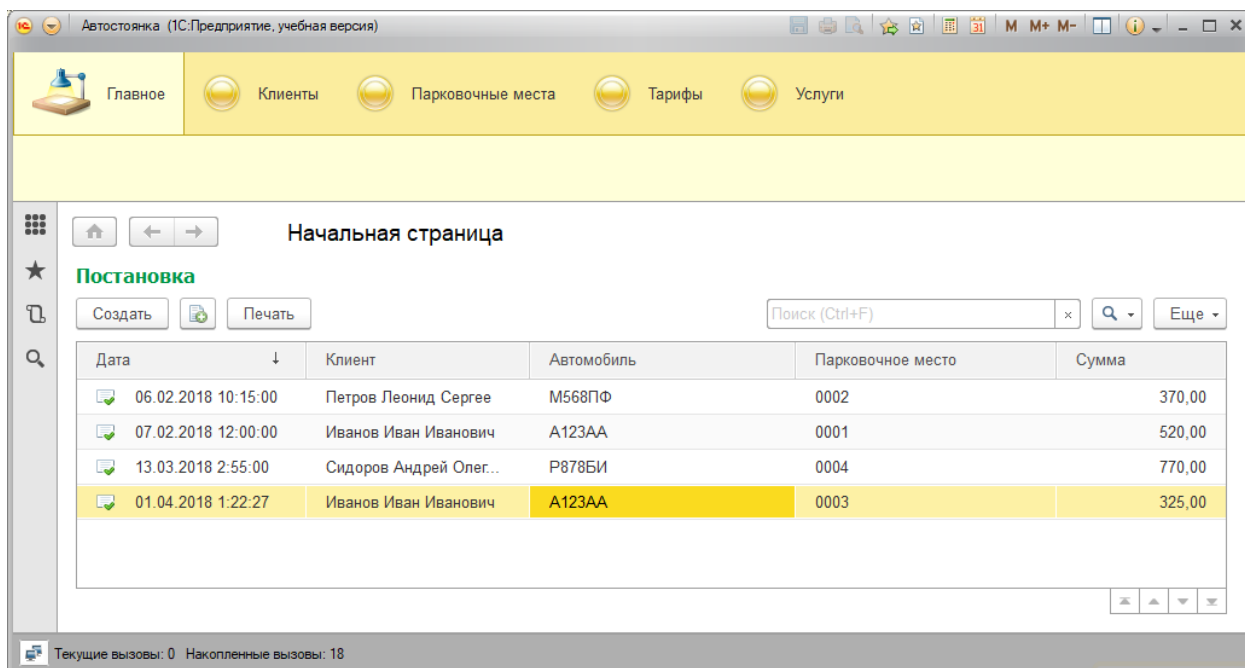 Автостоянка (1С:Предприятие, учебная версия) 31 M M+ M-
Главное Клиенты Парковочные места Тарифы Услуги
Начальная страница
Постановка
Создать Печать Поиск (Ctrl+F) × Еще
Дата ↓ Клиент Автомобиль Парковочное место Сумма
06.02.2018 10:15:00 Петров Леонид Сергее М568ПФ 0002 370,00
07.02.2018 12:00:00 Иванов Иван Иванович А123АА 0001 520,00
13.03.2018 2:55:00 Сидоров Андрей Олег... Р878БИ 0004 770,00
01.04.2018 1:22:27 Иванов Иван Иванович А123АА 0003 325,00
Текущие вызовы: 0 Накопленные вызовы: 18